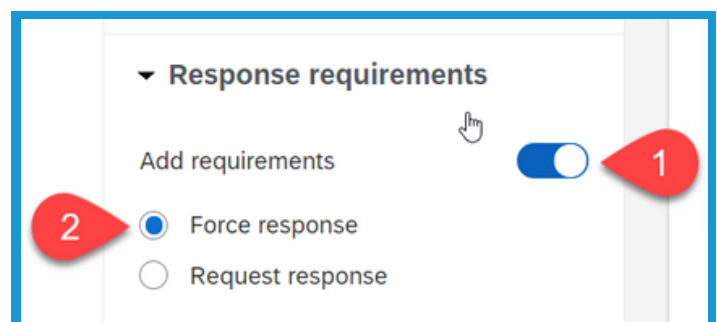 Response requirements
Add requirements
1
2
Force response
Request response